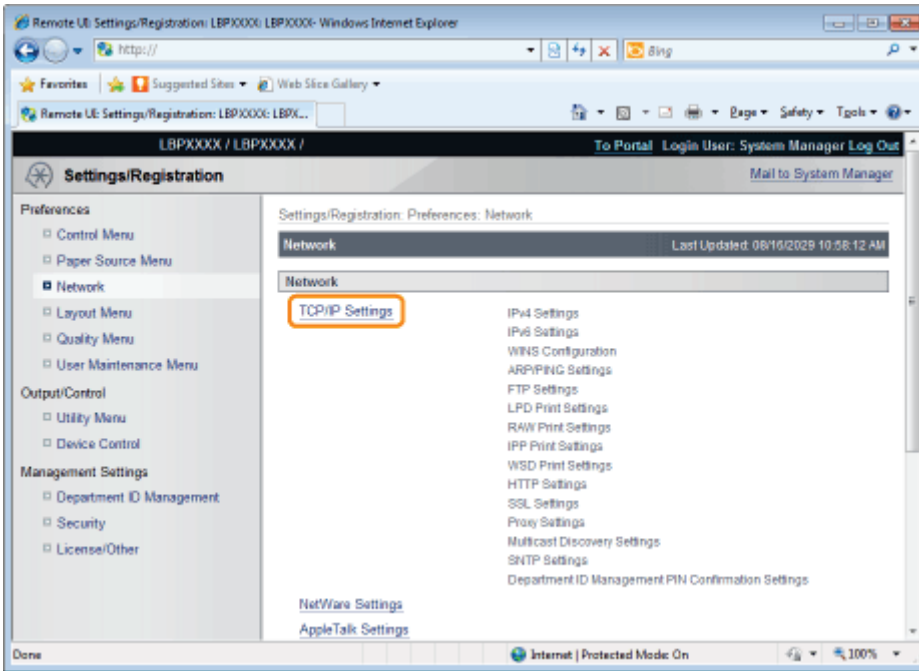 Remote UI: Settings/Registration: LBPXXXX: LBPXXXX- Windows Internet Explorer
http://
Bing
Favorites Suggested Sites Web Slice Gallery
Remote UI: Settings/Registration: LBPXXXX: LBPX...
Page Safety Tools
LBPXXXX / LBPXXXX /
To Portal Login User: System Manager Log Out
Settings/Registration
Mail to System Manager
Preferences
Control Menu
Paper Source Menu
Network
Layout Menu
Quality Menu
User Maintenance Menu
Output/Control
Utility Menu
Device Control
Management Settings
Department ID Management
Security
License/Other
Settings/Registration: Preferences: Network
Network Last Updated: 08/16/2029 10:58:12 AM
Network
TCP/IP Settings
IPv4 Settings
IPv6 Settings
WINS Configuration
ARP/PING Settings
FTP Settings
LPD Print Settings
RAW Print Settings
IPP Print Settings
WSD Print Settings
HTTP Settings
SSL Settings
Proxy Settings
Multicast Discovery Settings
SNTP Settings
Department ID Management PIN Confirmation Settings
NetWare Settings
AppleTalk Settings
Done Internet | Protected Mode: On 100%